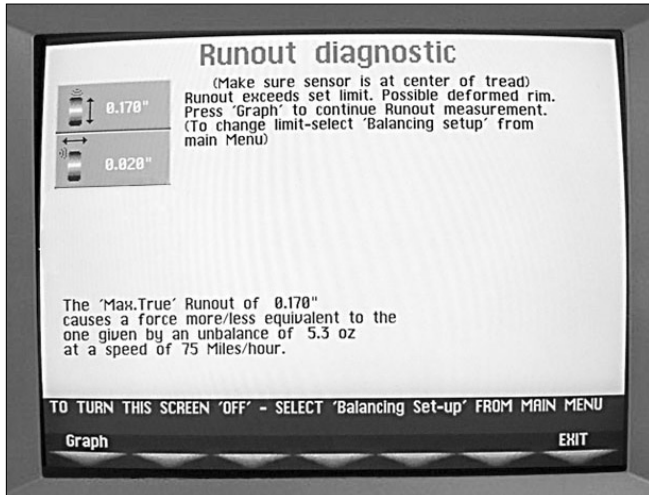 Runout diagnostic
(Make sure sensor is at center of tread)
0.170"
Runout exceeds set limit. Possible deformed rim.
Press 'Graph' to continue Runout measurement.
(To change limit-select 'Balancing setup' from
main Menu)
0.020"
The 'Max.True' Runout of 0.170"
causes a force more/less equivalent to the
one given by an unbalance of 5.3 oz
at a speed of 75 Miles/hour.
TO TURN THIS SCREEN 'OFF' - SELECT 'Balancing Set-up' FROM MAIN MENU
Graph
EXIT